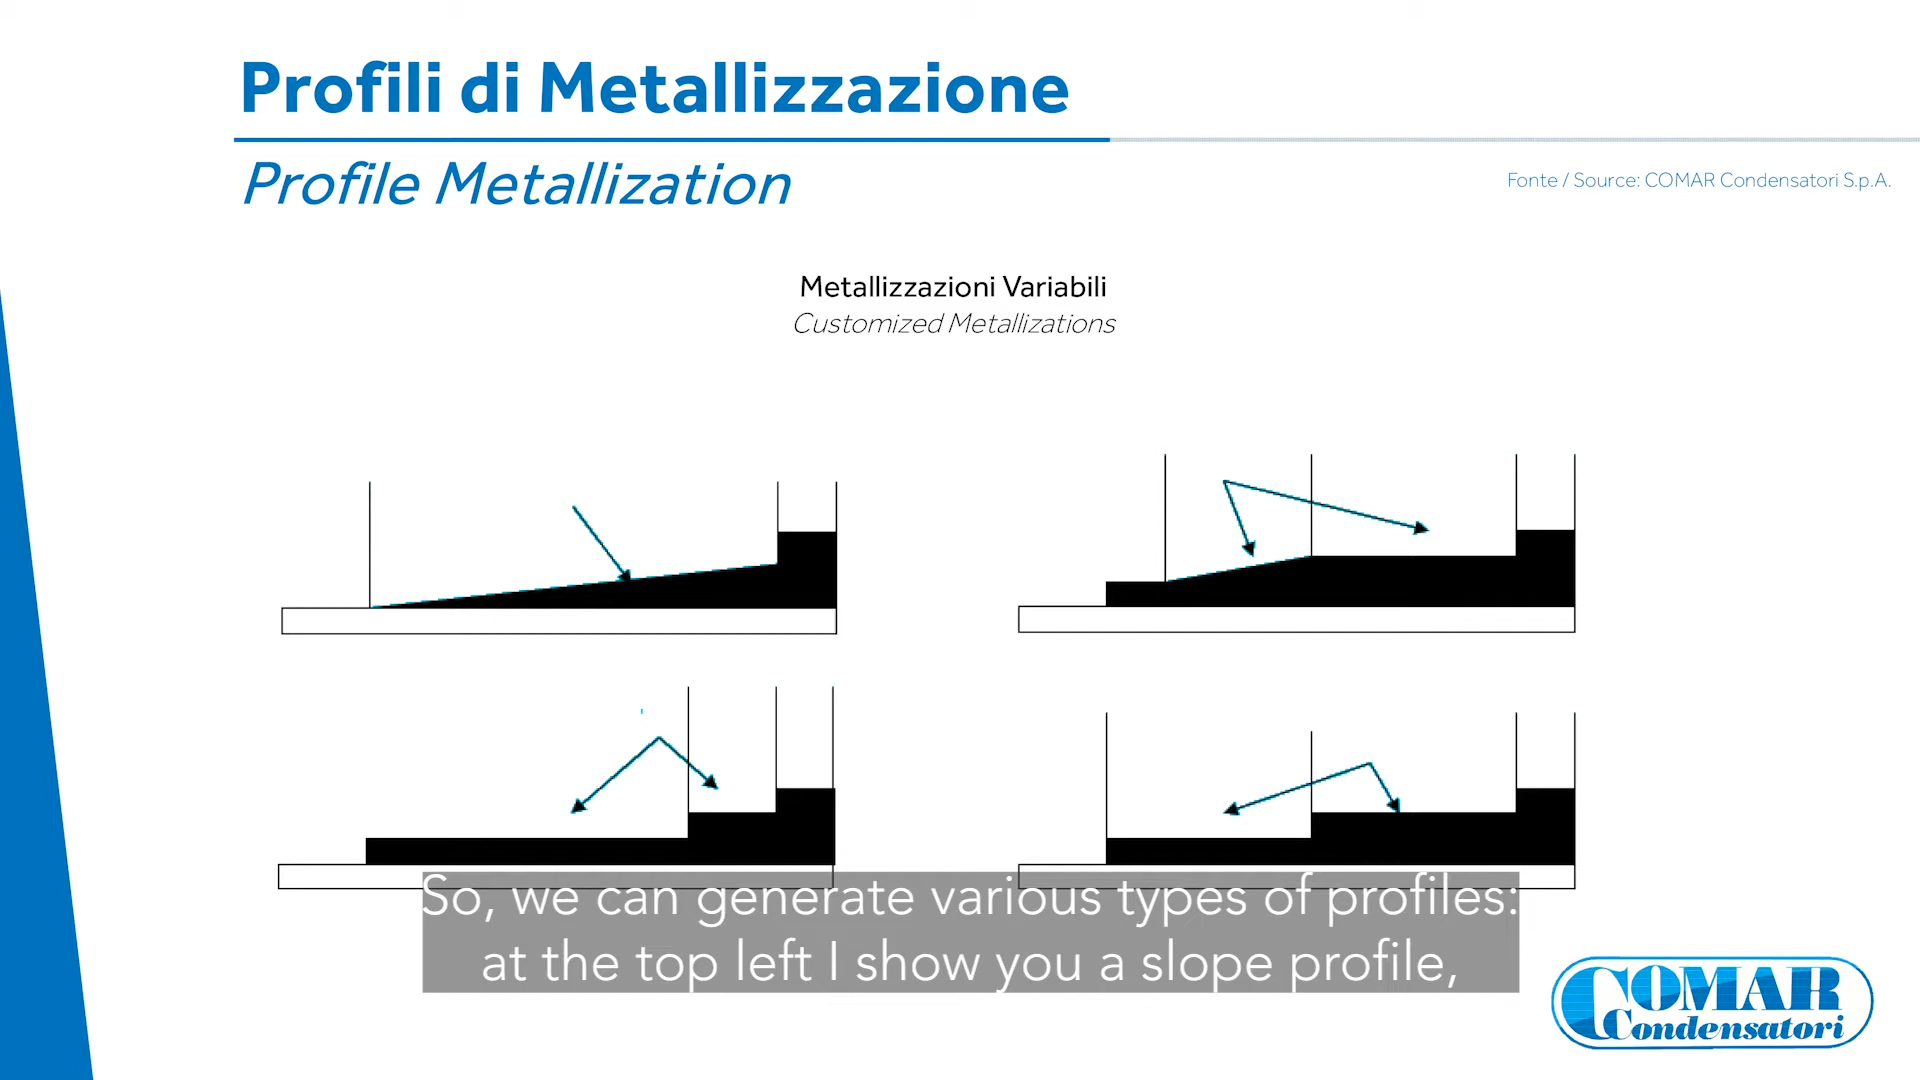 Profili di Metallizzazione
Profile Metallization
Fonte / Source: COMAR Condensatori S.p.A.
Metallizzazioni Variabili
Customized Metallizations
So, we can generate various types of profiles:
at the top left I show you a slope profile,
COMAR
Condensatori